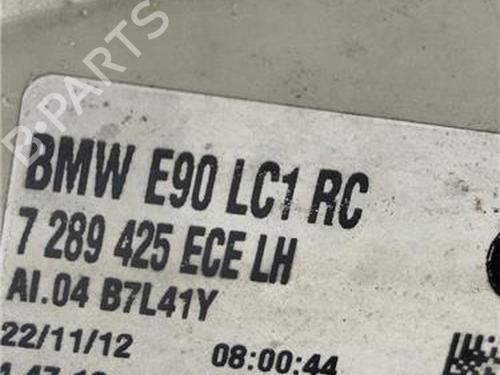 B-PARTS
BMW E90 LC1 RC
7 289 425 ECE LH
AI.04 B7L41Y
22/11/12 08:00:44